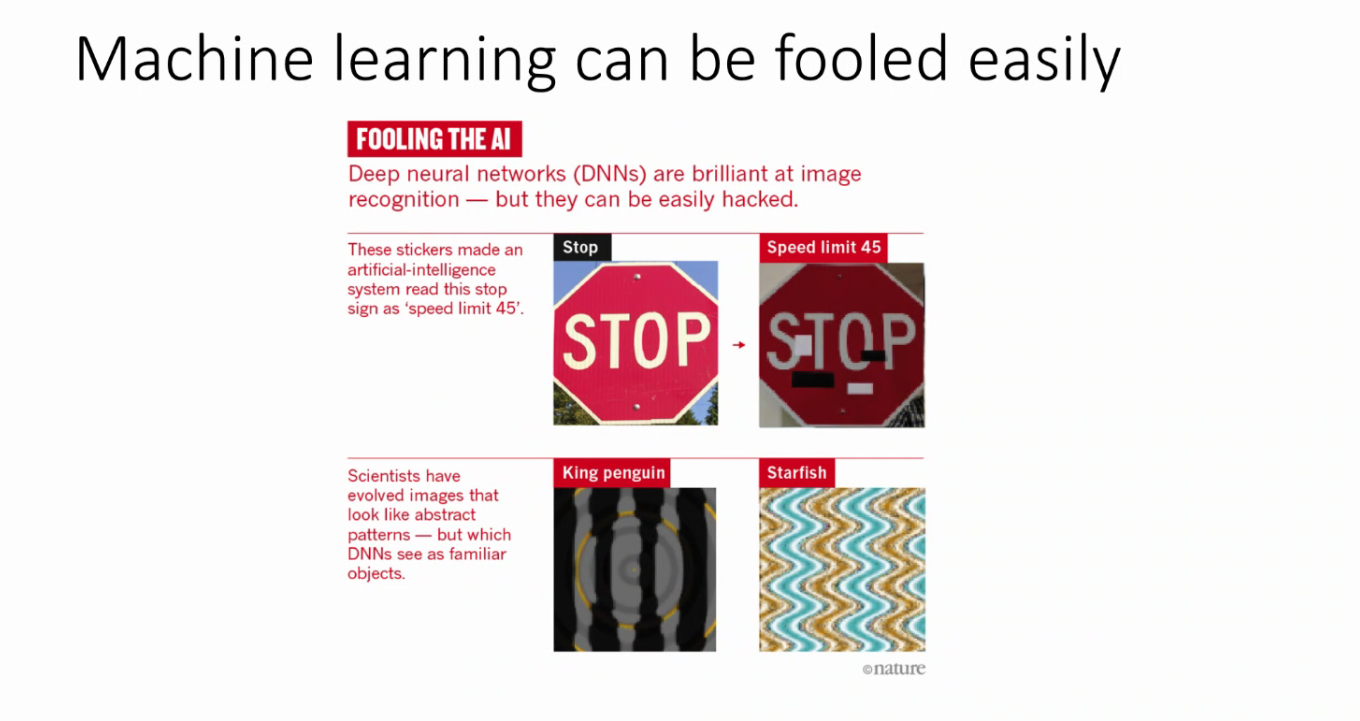 Machine learning can be fooled easily
FOOLING THE AI
Deep neural networks (DNNs) are brilliant at image
recognition — but they can be easily hacked.
These stickers made an
artificial-intelligence
system read this stop
sign as ‘speed limit 45’.
Stop
STOP
Speed limit 45
STOP
Scientists have
evolved images that
look like abstract
patterns — but which
DNNs see as familiar
objects.
King penguin
Starfish
©nature